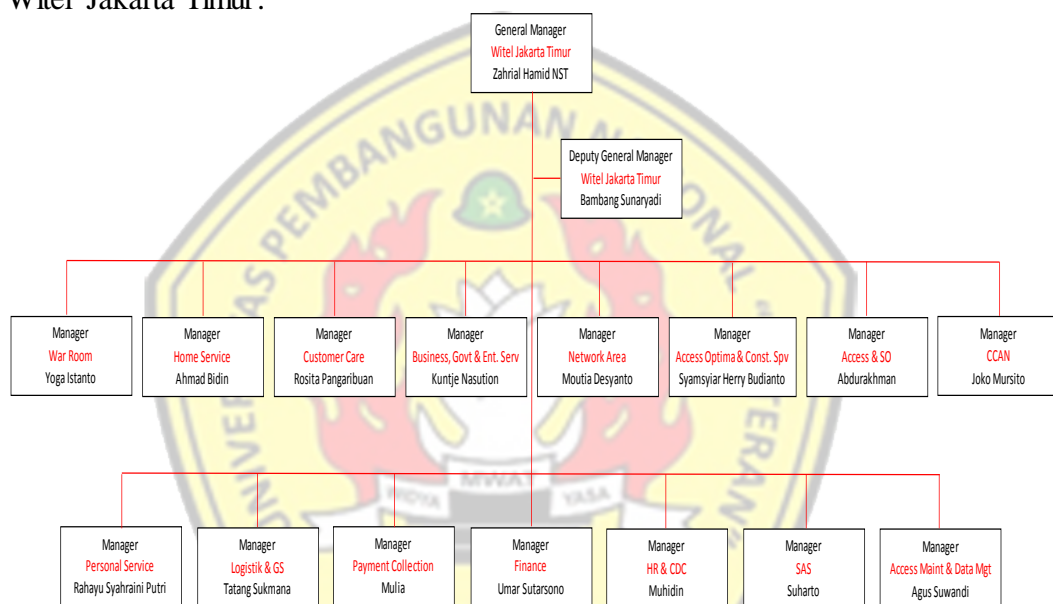 Witel Jakarta Timur.
General Manager
Witel Jakarta Timur
Zahrial Hamid NST
Deputy General Manager
Witel Jakarta Timur
Bambang Sunaryadi
Manager
War Room
Yoga Istanto
Manager
Home Service
Ahmad Bidin
Manager
Customer Care
Rosita Pangaribuan
Manager
Business, Govt & Ent. Serv
Kuntje Nasution
Manager
Network Area
Moutia Desyanto
Manager
Access Optima & Const. Spv
Syamsyiar Herry Budianto
Manager
Access & SO
Abdurakhman
Manager
CCAN
Joko Mursito
Manager
Personal Service
Rahayu Syahraini Putri
Manager
Logistik & GS
Tatang Sukmana
Manager
Payment Collection
Mulia
Manager
Finance
Umar Sutarsono
Manager
HR & CDC
Muhidin
Manager
SAS
Suharto
Manager
Access Maint & Data Mgt
Agus Suwandi
PEMBANGUNAN
WIDYA MWAT YASA